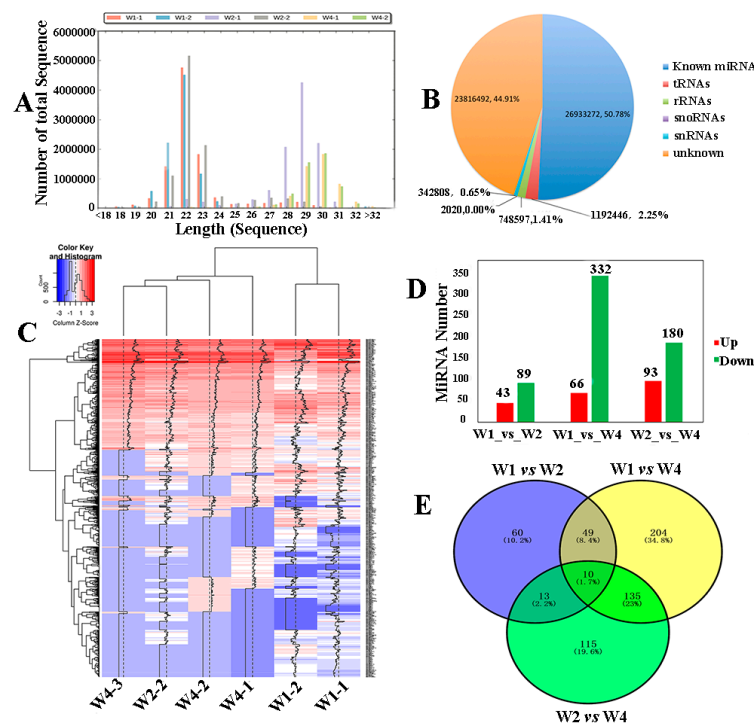 W1-1 W1-2 W2-1 W2-2 W4-1 W4-2
A
Number of total Sequence
6000000
5000000
4000000
3000000
2000000
1000000
0000000
<18 18 19 20 21 22 23 24 25 26 27 28 29 30 31 32 >32
Length (Sequence)
B
23816492, 44.91%
26933272, 50.78%
342808, 0.65%
2020,0.00%
748597,1.41%
1192446, 2.25%
Known miRNA
tRNAs
rRNAs
snoRNAs
snRNAs
unknown
C
Color Key
and Histogram
Count
0 500
-3 -1 1 3
Column Z-Score
W4-3 W2-2 W4-2 W4-1 W1-2 W1-1
D
MiRNA Number
350
300
250
200
150
100
50
0
43 89
66 332
93 180
W1_vs_W2 W1_vs_W4 W2_vs_W4
Up
Down
E
W1 vs W2
W1 vs W4
60
(10.2%)
49
(8.4%)
204
(34.8%)
10
(1.7%)
13
(2.2%)
135
(23%)
115
(19.6%)
W2 vs W4